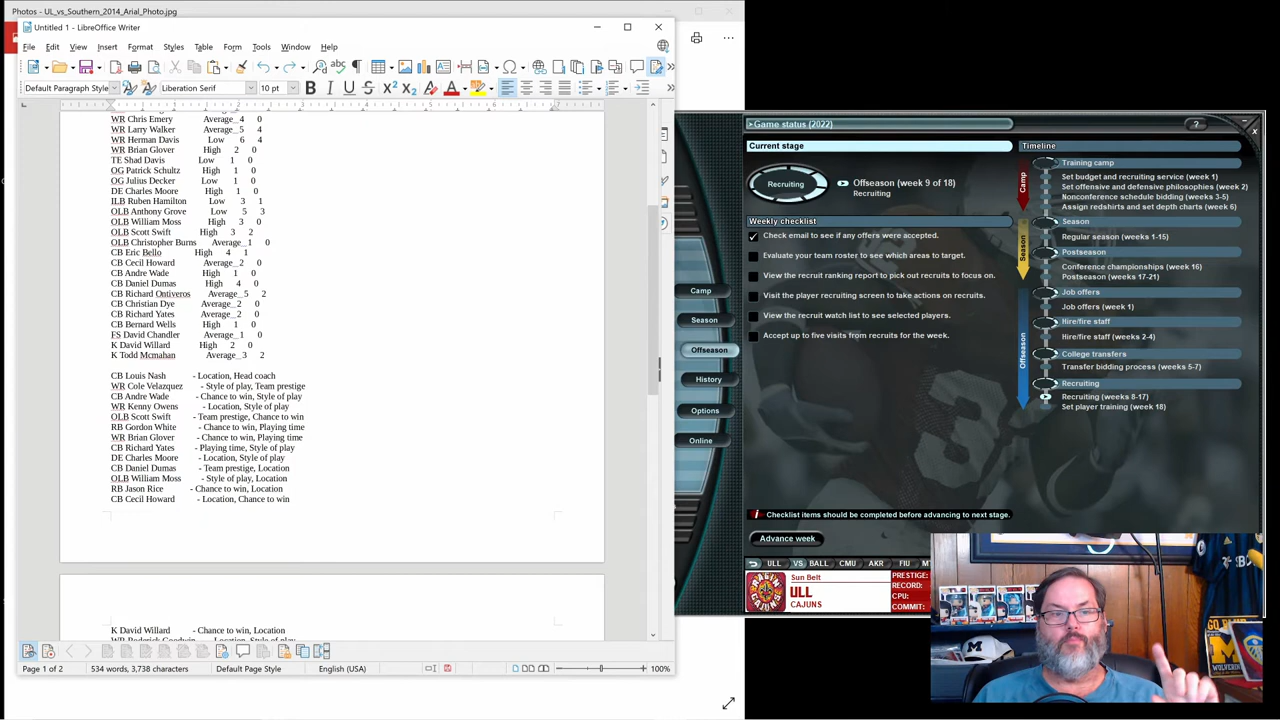 Photos - UL_vs_Southern_2014_Arial_Photo.jpg
Untitled 1 - LibreOffice Writer
File Edit View Insert Format Styles Table Form Tools Window Help
Default Paragraph Style Liberation Serif 10 pt
WR Chris Emery Average_ 4 0
WR Larry Walker Average_ 5 4
WR Herman Davis Low 6 4
WR Brian Glover High 2 0
TE Shad Davis Low 1 0
OG Patrick Schultz High 1 0
OG Julius Decker Low 1 0
DE Charles Moore High 1 0
ILB Ruben Hamilton High 3 1
OLB Anthony Grove Low 5 3
OLB William Moss High 3 0
OLB Scott Swift High 3 2
OLB Christopher Burns Average_ 1 0
CB Eric Bello High 4 1
CB Cecil Howard Average_ 2 0
CB Andre Wade High 1 0
CB Daniel Dumas High 4 0
CB Richard Ontiveros Average_ 5 2
CB Christian Dye Average_ 2 0
CB Richard Yates Average_ 2 0
CB Bernard Wells High 1 0
FS David Chandler Average_ 1 0
K David Willard High 2 0
K Todd Mcmahan Average_ 3 2
CB Louis Nash - Location, Head coach
WR Cole Velazquez - Style of play, Team prestige
CB Andre Wade - Chance to win, Style of play
WR Kenny Owens - Location, Style of play
OLB Scott Swift - Team prestige, Chance to win
RB Gordon White - Chance to win, Playing time
WR Brian Glover - Chance to win, Playing time
CB Richard Yates - Playing time, Style of play
DE Charles Moore - Location, Style of play
CB Daniel Dumas - Team prestige, Location
OLB William Moss - Style of play, Location
RB Jason Rice - Chance to win, Location
CB Cecil Howard - Location, Chance to win
K David Willard - Chance to win, Location
Page 1 of 2 534 words, 3,738 characters Default Page Style English (USA) 100%
Game status (2022) ?
Current stage
Recruiting
Offseason (week 9 of 18)
Recruiting
Weekly checklist
Check email to see if any offers were accepted.
Evaluate your team roster to see which areas to target.
View the recruit ranking report to pick out recruits to focus on.
Visit the player recruiting screen to take actions on recruits.
View the recruit watch list to see selected players.
Accept up to five visits from recruits for the week.
Checklist items should be completed before advancing to next stage.
Advance week
Timeline
Camp
Training camp
Set budget and recruiting service (week 1)
Set offensive and defensive philosophies (week 2)
Nonconference schedule bidding (weeks 3-5)
Assign redshirts and set depth charts (week 6)
Season
Season
Regular season (weeks 1-15)
Postseason
Conference championships (week 16)
Postseason (weeks 17-21)
Offseason
Job offers
Job offers (week 1)
Hire/fire staff
Hire/fire staff (weeks 2-4)
College transfers
Transfer bidding process (weeks 5-7)
Recruiting
Recruiting (weeks 8-17)
Set player training (week 18)
Camp
Season
Offseason
History
Options
Online
ULL VS BALL CMU AKR FIU
Sun Belt
ULL
CAJUNS
PRESTIGE:
RECORD:
CPU:
COMMIT:
GO BLUE
M
WOLVERINES
M